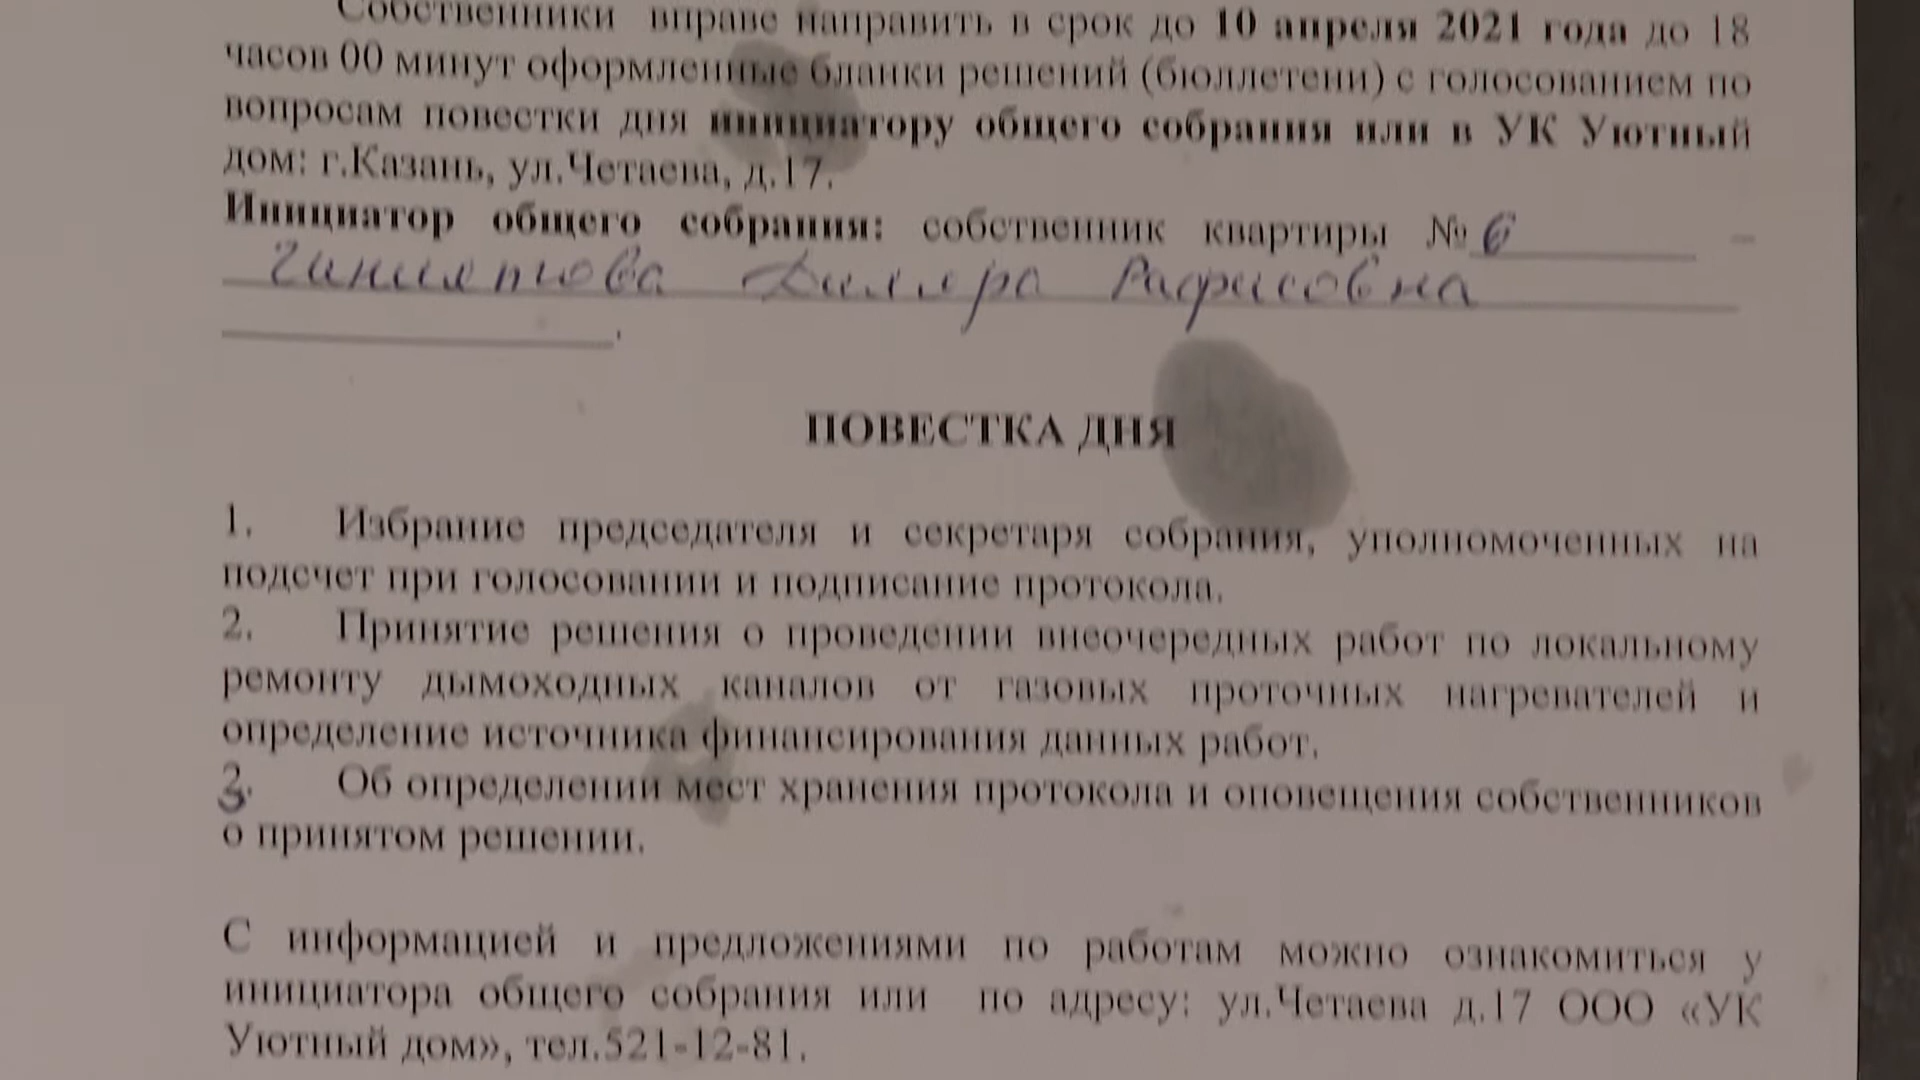 Собственники вправе направить в срок до 10 апреля 2021 года до 18
часов 00 минут оформленные бланки решений (бюллетени) с голосованием по
вопросам повестки дня инициатору общего собрания или в УК Уютный
дом: г.Казань, ул.Четаева, д.17.
Инициатор общего собрания: собственник квартиры № 6
Гиниятова Диляра Рафисовна
ПОВЕСТКА ДНЯ
1. Избрание председателя и секретаря собрания, уполномоченных на
подсчет при голосовании и подписание протокола.
2. Принятие решения о проведении внеочередных работ по локальному
ремонту дымоходных каналов от газовых проточных нагревателей и
определение источника финансирования данных работ.
3. Об определении мест хранения протокола и оповещения собственников
о принятом решении.
С информацией и предложениями по работам можно ознакомиться у
инициатора общего собрания или по адресу: ул.Четаева д.17 ООО «УК
Уютный дом», тел.521-12-81.